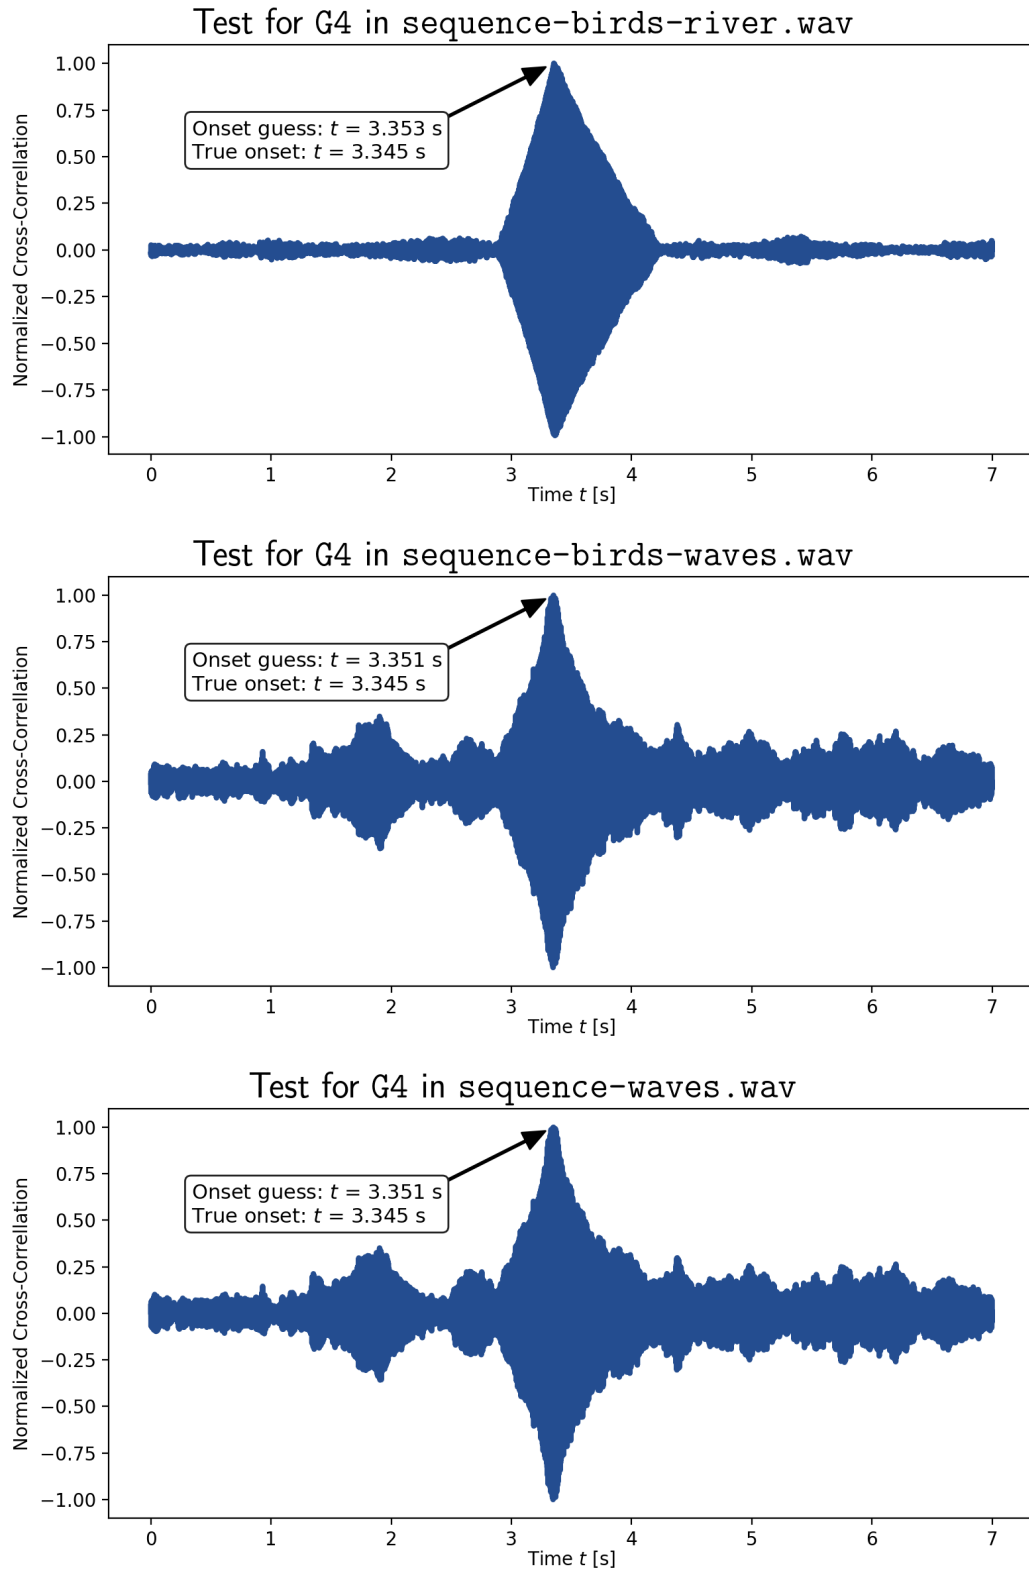 Test for G4 in sequence-birds-river.wav
1.00
0.75
0.50
0.25
0.00
−0.25
−0.50
−0.75
−1.00
Normalized Cross-Correllation
Onset guess: t = 3.353 s
True onset: t = 3.345 s
0 1 2 3 4 5 6 7
Time t [s]
Test for G4 in sequence-birds-waves.wav
1.00
0.75
0.50
0.25
0.00
−0.25
−0.50
−0.75
−1.00
Normalized Cross-Correllation
Onset guess: t = 3.351 s
True onset: t = 3.345 s
0 1 2 3 4 5 6 7
Time t [s]
Test for G4 in sequence-waves.wav
1.00
0.75
0.50
0.25
0.00
−0.25
−0.50
−0.75
−1.00
Normalized Cross-Correllation
Onset guess: t = 3.351 s
True onset: t = 3.345 s
0 1 2 3 4 5 6 7
Time t [s]